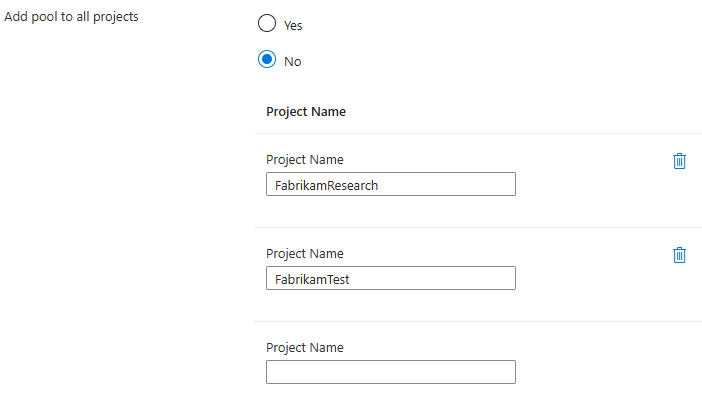 Add pool to all projects
Yes
No
Project Name
Project Name
FabrikamResearch
Project Name
FabrikamTest
Project Name